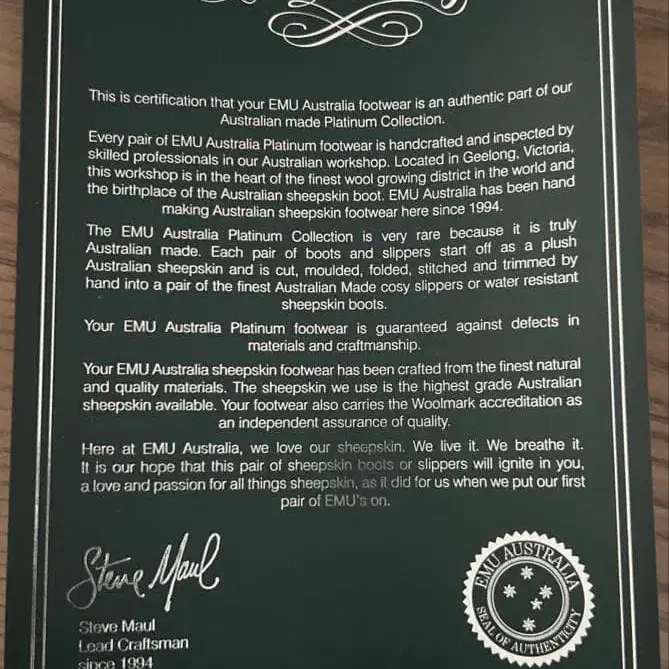 This is certification that your EMU Australia footwear is an authentic part of our
Australian made Platinum Collection.
Every pair of EMU Australia Platinum footwear is handcrafted and inspected by
skilled professionals in our Australian workshop. Located in Geelong, Victoria,
this workshop is in the heart of the finest wool growing district in the world and
the birthplace of the Australian sheepskin boot. EMU Australia has been hand
making Australian sheepskin footwear here since 1994.
The EMU Australia Platinum Collection is very rare because it is truly
Australian made. Each pair of boots and slippers start off as a plush
Australian sheepskin and is cut, moulded, folded, stitched and trimmed by
hand into a pair of the finest Australian Made cosy slippers or water resistant
sheepskin boots.
Your EMU Australia Platinum footwear is guaranteed against defects in
materials and craftmanship.
Your EMU Australia sheepskin footwear has been crafted from the finest natural
and quality materials. The sheepskin we use is the highest grade Australian
sheepskin available. Your footwear also carries the Woolmark accreditation as
an independent assurance of quality.
Here at EMU Australia, we love our sheepskin. We live it. We breathe it.
It is our hope that this pair of sheepskin boots or slippers will ignite in you,
a love and passion for all things sheepskin, as it did for us when we put our first
pair of EMU's on.
Steve Maul
Steve Maul
Lead Craftsman
since 1994
EMU AUSTRALIA
SEAL OF AUTHENTICITY